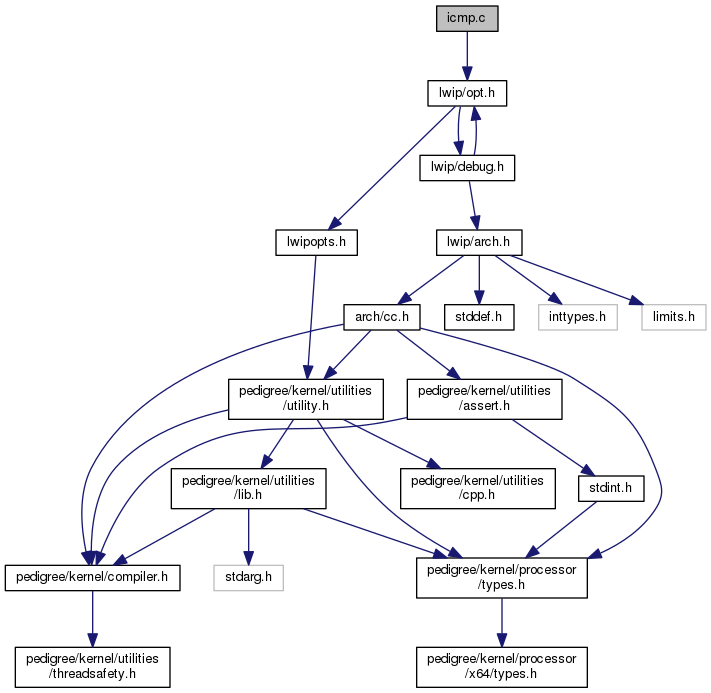 icmp.c
lwip/opt.h
lwip/debug.h
lwipopts.h
lwip/arch.h
arch/cc.h
stddef.h
inttypes.h
limits.h
pedigree/kernel/utilities
/utility.h
pedigree/kernel/utilities
/assert.h
pedigree/kernel/utilities
/lib.h
pedigree/kernel/utilities
/cpp.h
stdint.h
pedigree/kernel/compiler.h
stdarg.h
pedigree/kernel/processor
/types.h
pedigree/kernel/utilities
/threadsafety.h
pedigree/kernel/processor
/x64/types.h